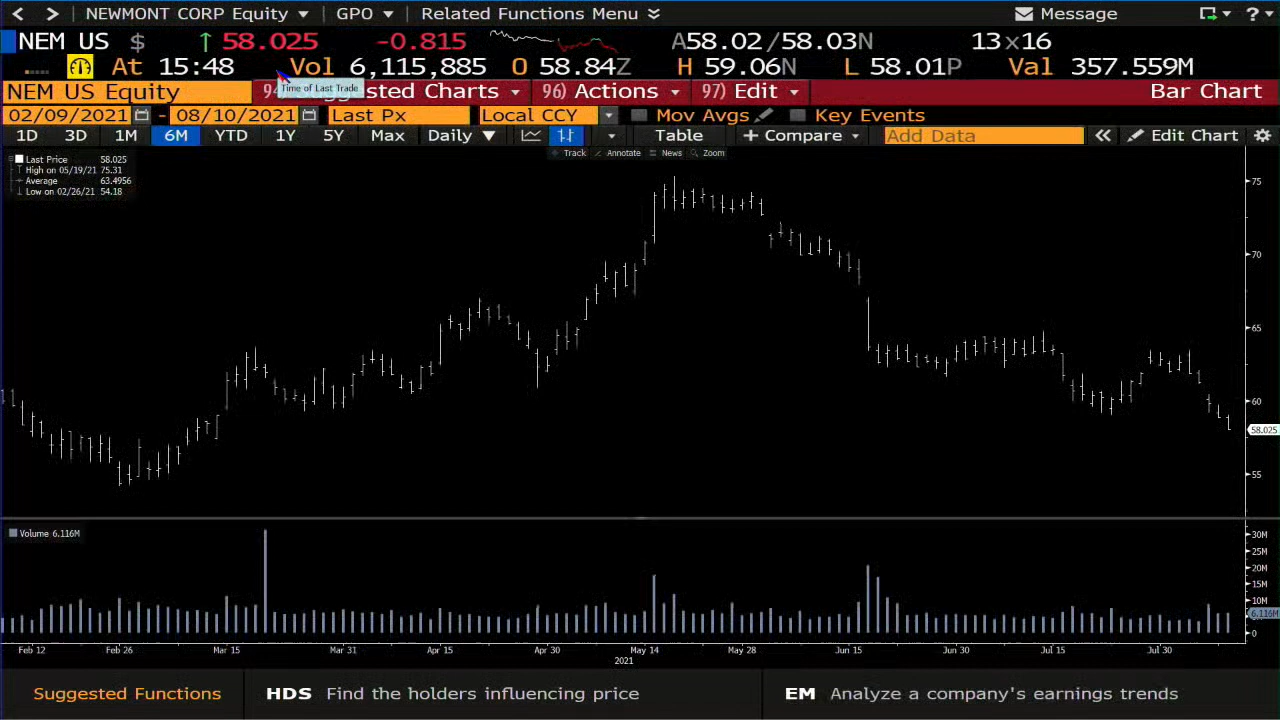 < > NEWMONT CORP Equity ▼ GPO ▼ Related Functions Menu Message ?
NEM US $ ↑ 58.025 -0.815 A58.02/58.03N 13x16
At 15:48 Vol 6,115,885 O 58.84Z H 59.06N L 58.01P Val 357.559M
Time of Last Trade
NEM US Equity sted Charts 96) Actions 97) Edit Bar Chart
02/09/2021 - 08/10/2021 Last Px Local CCY Mov Avgs Key Events
1D 3D 1M 6M YTD 1Y 5Y Max Daily ▼ Table + Compare Add Data « Edit Chart
Track Annotate News Zoom
Last Price 58.025
High on 05/19/21 75.31
Average 63.4956
Low on 02/26/21 54.18
75
70
65
60
58.025
55
Volume 6.116M
30M
25M
20M
15M
10M
6.116M
0
Feb 12 Feb 26 Mar 15 Mar 31 Apr 15 Apr 30 May 14 May 28 Jun 15 Jun 30 Jul 15 Jul 30
2021
Suggested Functions HDS Find the holders influencing price EM Analyze a company's earnings trends